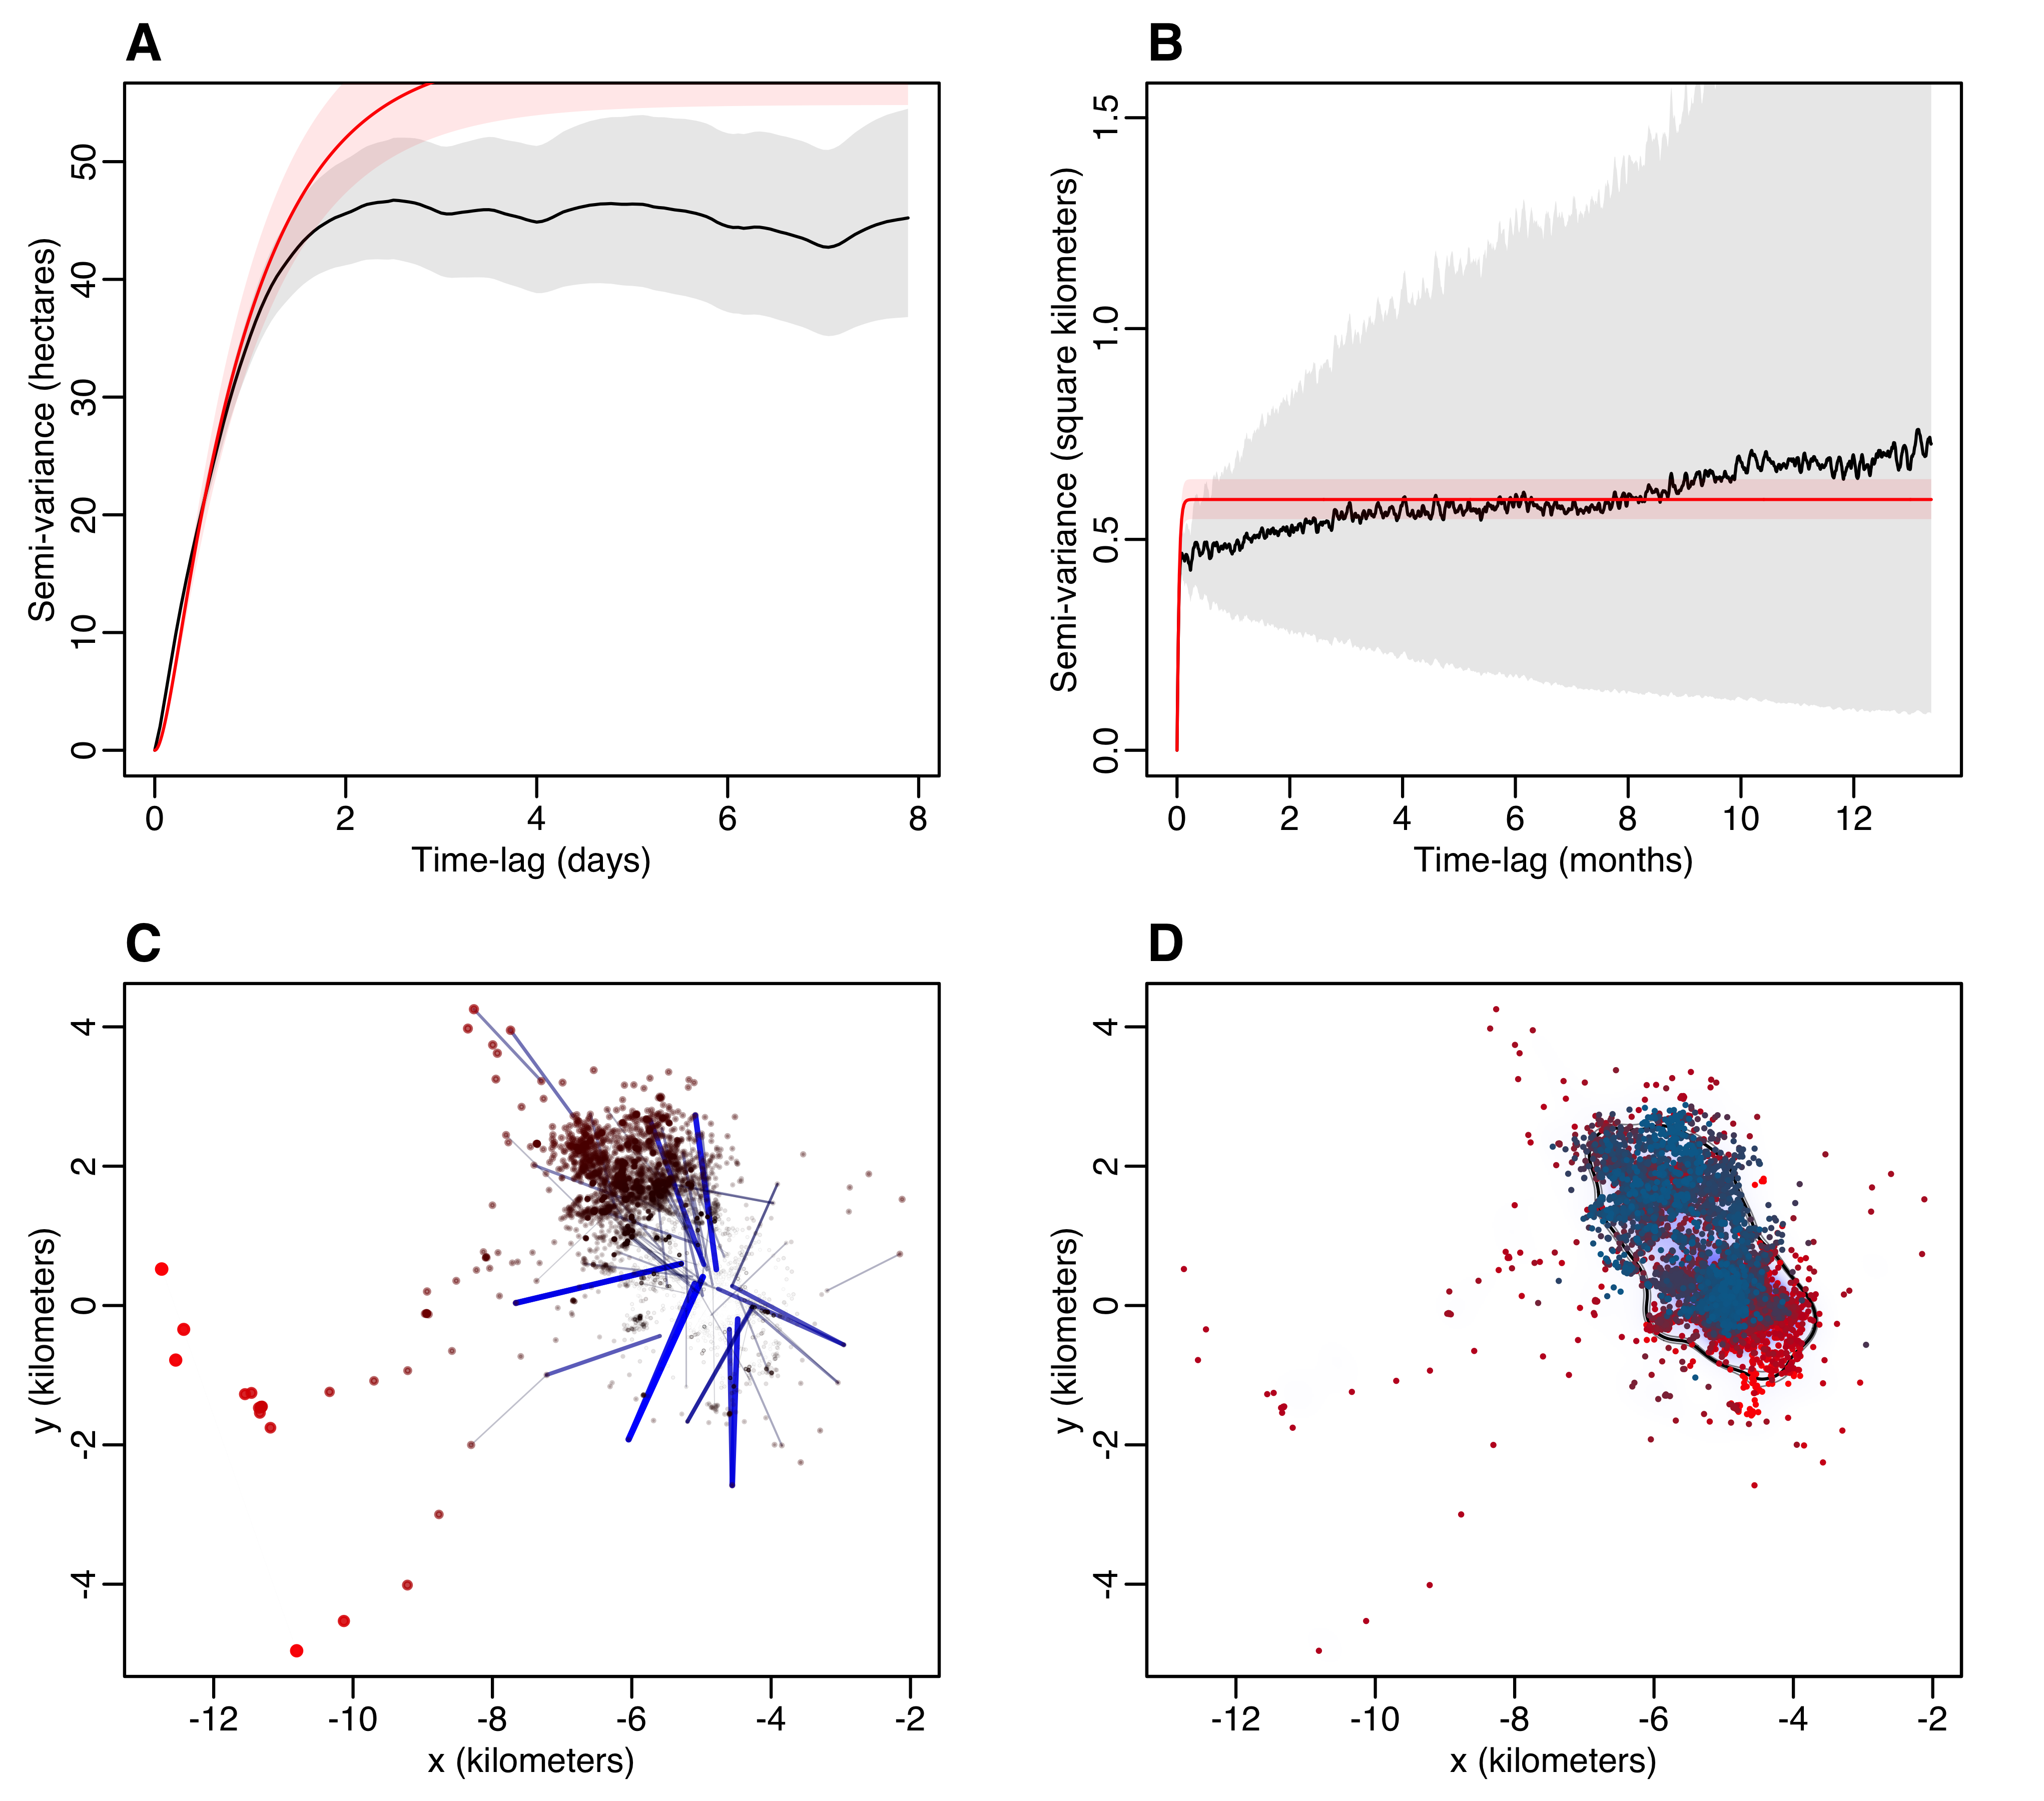 A
B
Semi-variance (hectares)
50
40
30
20
10
0
0 2 4 6 8
Time-lag (days)
Semi-variance (square kilometers)
1.5
1.0
0.5
0.0
0 2 4 6 8 10 12
Time-lag (months)
C
D
y (kilometers)
4
2
0
-2
-4
-12 -10 -8 -6 -4 -2
x (kilometers)
y (kilometers)
4
2
0
-2
-4
-12 -10 -8 -6 -4 -2
x (kilometers)